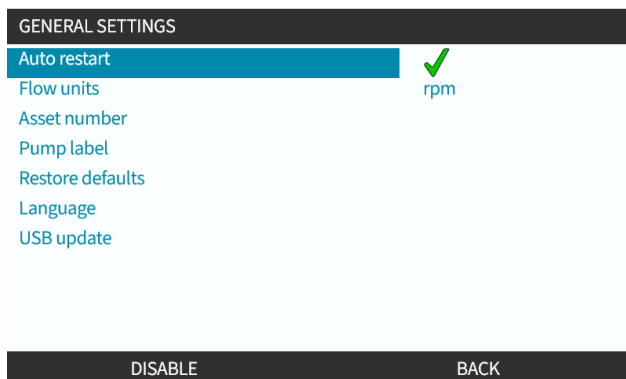 GENERAL SETTINGS
Auto restart
Flow units rpm
Asset number
Pump label
Restore defaults
Language
USB update
DISABLE BACK